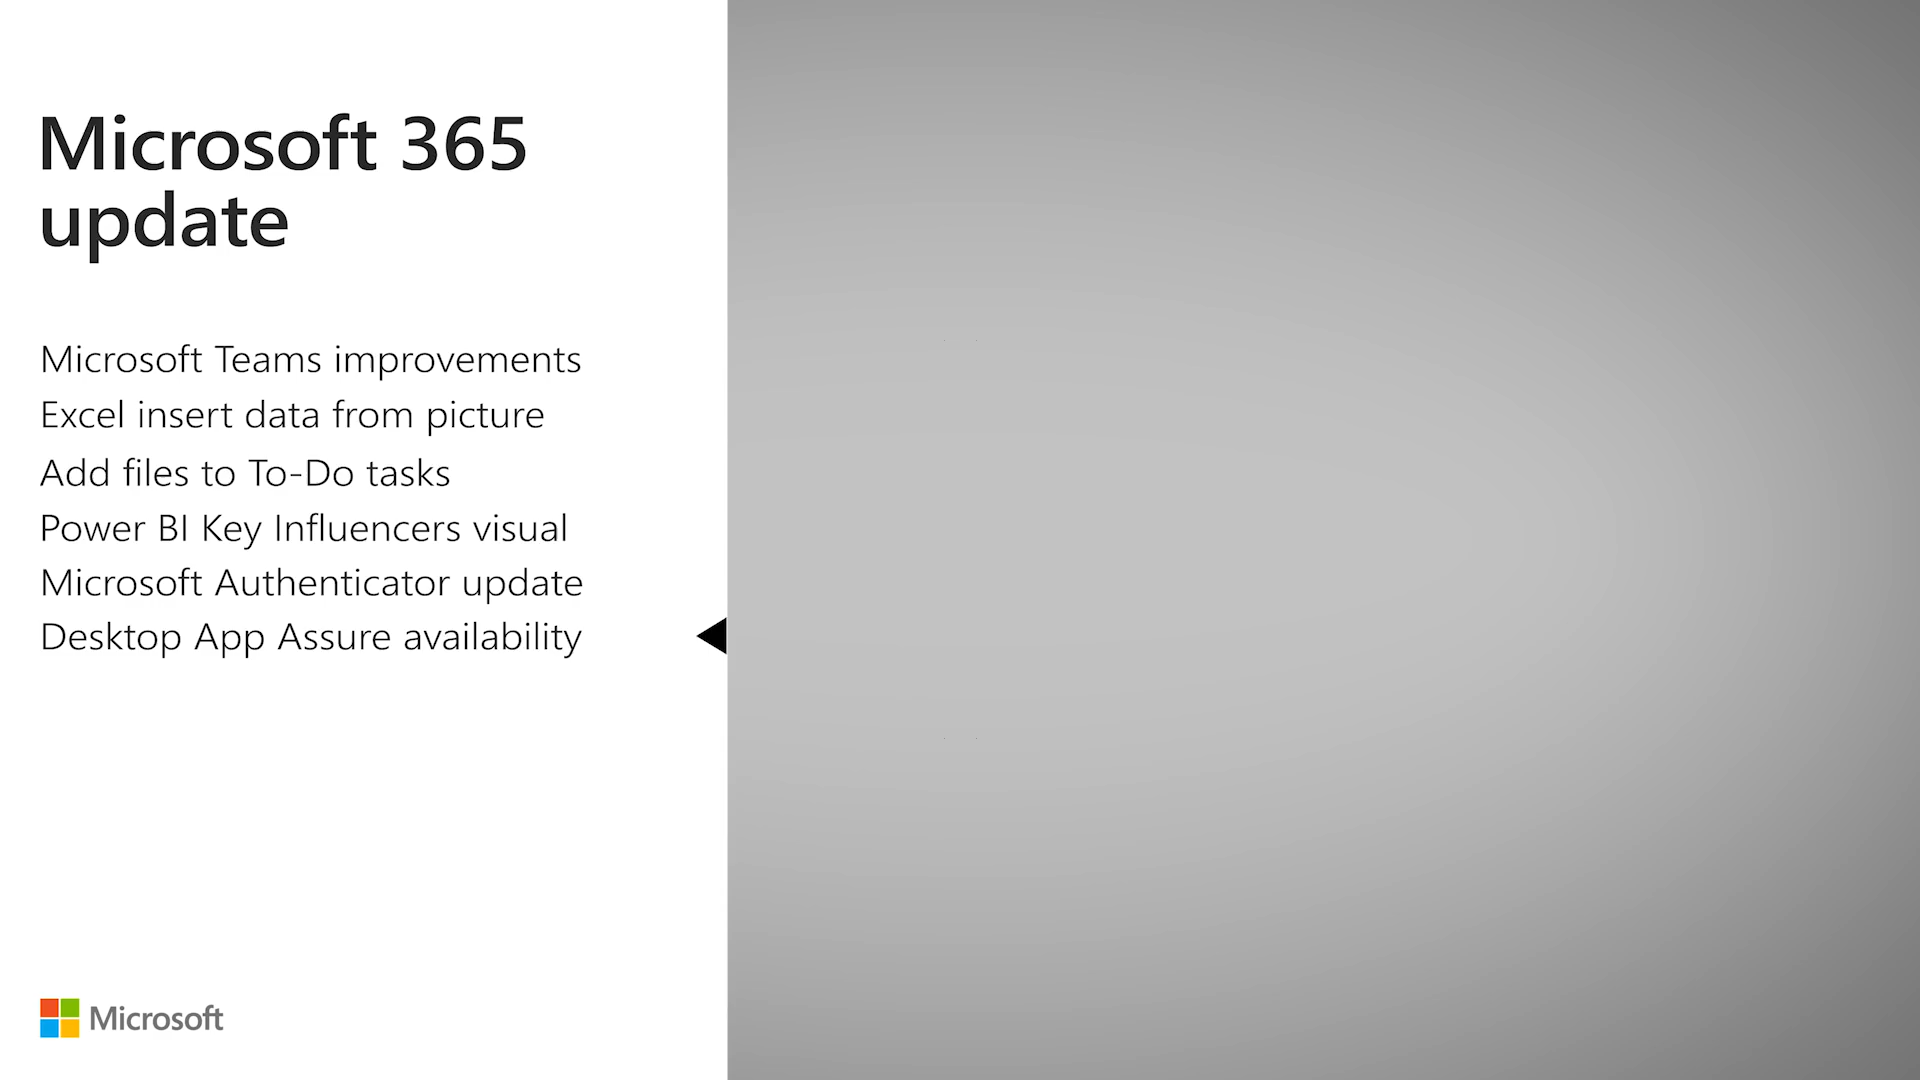 Microsoft 365
update
Microsoft Teams improvements
Excel insert data from picture
Add files to To-Do tasks
Power BI Key Influencers visual
Microsoft Authenticator update
Desktop App Assure availability
Microsoft